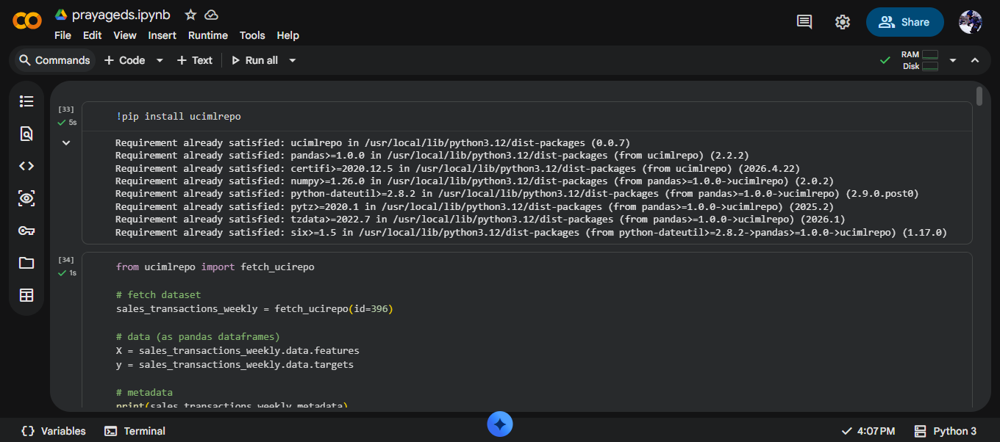 prayageds.ipynb
File Edit View Insert Runtime Tools Help
Share
Commands + Code + Text Run all
RAM
Disk
[33]
5s
!pip install ucimlrepo
Requirement already satisfied: ucimlrepo in /usr/local/lib/python3.12/dist-packages (0.0.7)
Requirement already satisfied: pandas>=1.0.0 in /usr/local/lib/python3.12/dist-packages (from ucimlrepo) (2.2.2)
Requirement already satisfied: certifi>=2020.12.5 in /usr/local/lib/python3.12/dist-packages (from ucimlrepo) (2026.4.22)
Requirement already satisfied: numpy>=1.26.0 in /usr/local/lib/python3.12/dist-packages (from pandas>=1.0.0->ucimlrepo) (2.0.2)
Requirement already satisfied: python-dateutil>=2.8.2 in /usr/local/lib/python3.12/dist-packages (from pandas>=1.0.0->ucimlrepo) (2.9.0.post0)
Requirement already satisfied: pytz>=2020.1 in /usr/local/lib/python3.12/dist-packages (from pandas>=1.0.0->ucimlrepo) (2025.2)
Requirement already satisfied: tzdata>=2022.7 in /usr/local/lib/python3.12/dist-packages (from pandas>=1.0.0->ucimlrepo) (2026.1)
Requirement already satisfied: six>=1.5 in /usr/local/lib/python3.12/dist-packages (from python-dateutil>=2.8.2->pandas>=1.0.0->ucimlrepo) (1.17.0)
[34]
1s
from ucimlrepo import fetch_ucirepo
# fetch dataset
sales_transactions_weekly = fetch_ucirepo(id=396)
# data (as pandas dataframes)
X = sales_transactions_weekly.data.features
y = sales_transactions_weekly.data.targets
# metadata
print(sales_transactions_weekly.metadata)
Variables Terminal
4:07 PM Python 3